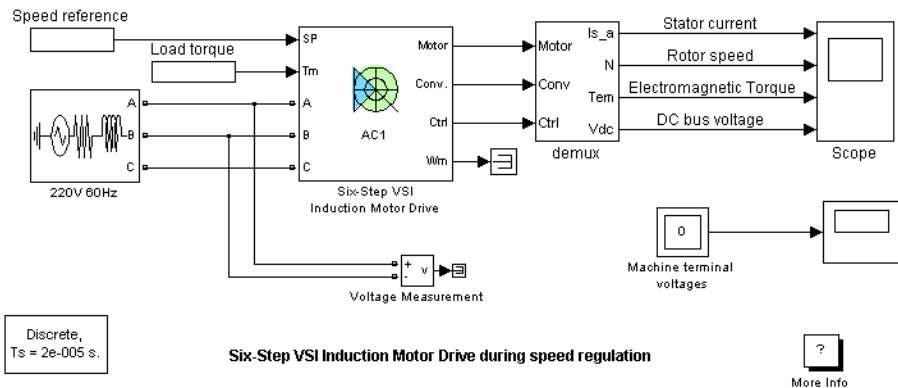 Speed reference
Load torque
SP
Tm
A
B
C
Motor
Conv.
Ctrl
Wm
AC1
Six-Step VSI
Induction Motor Drive
A
B
C
220V 60Hz
Motor
Conv
Ctrl
Is_a
N
Tem
Vdc
demux
Stator current
Rotor speed
Electromagnetic Torque
DC bus voltage
Scope
+
-
v
Voltage Measurement
0
Machine terminal
voltages
Discrete,
Ts = 2e-005 s.
Six-Step VSI Induction Motor Drive during speed regulation
?
More Info